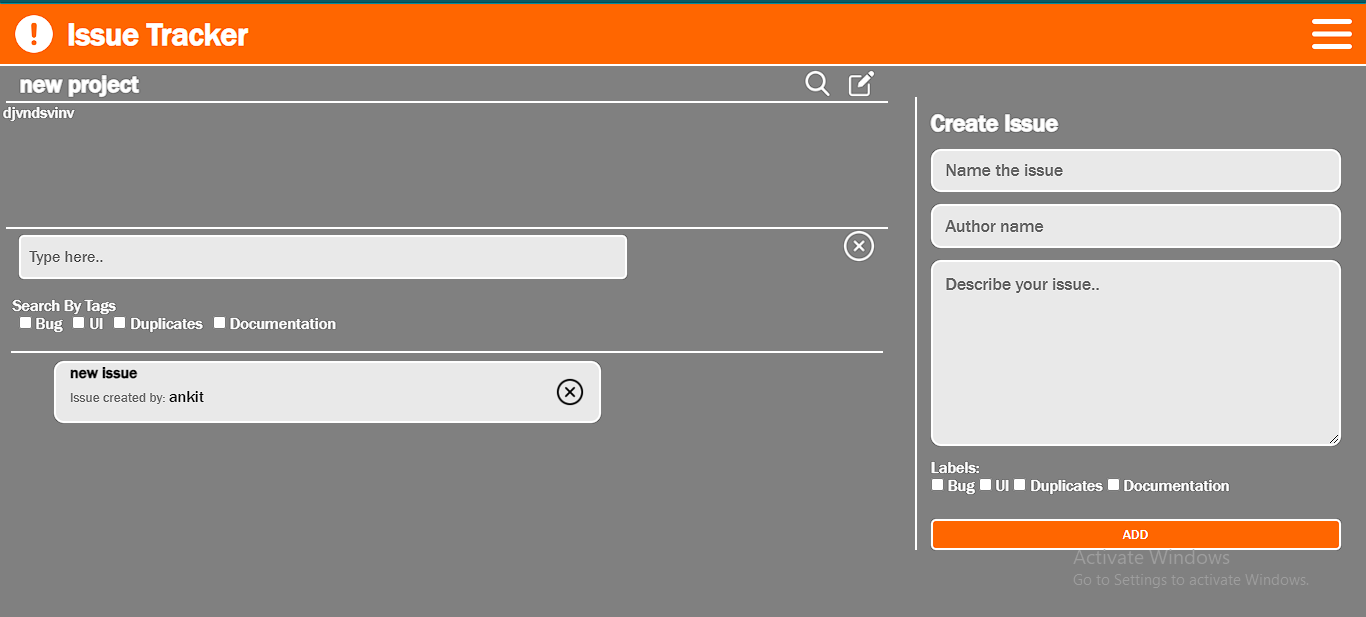 Issue Tracker
new project
djvndsvinv
Type here..
Search By Tags
Bug UI Duplicates Documentation
new issue
Issue created by: ankit
Create Issue
Name the issue
Author name
Describe your issue..
Labels:
Bug UI Duplicates Documentation
ADD
Activate Windows
Go to Settings to activate Windows.